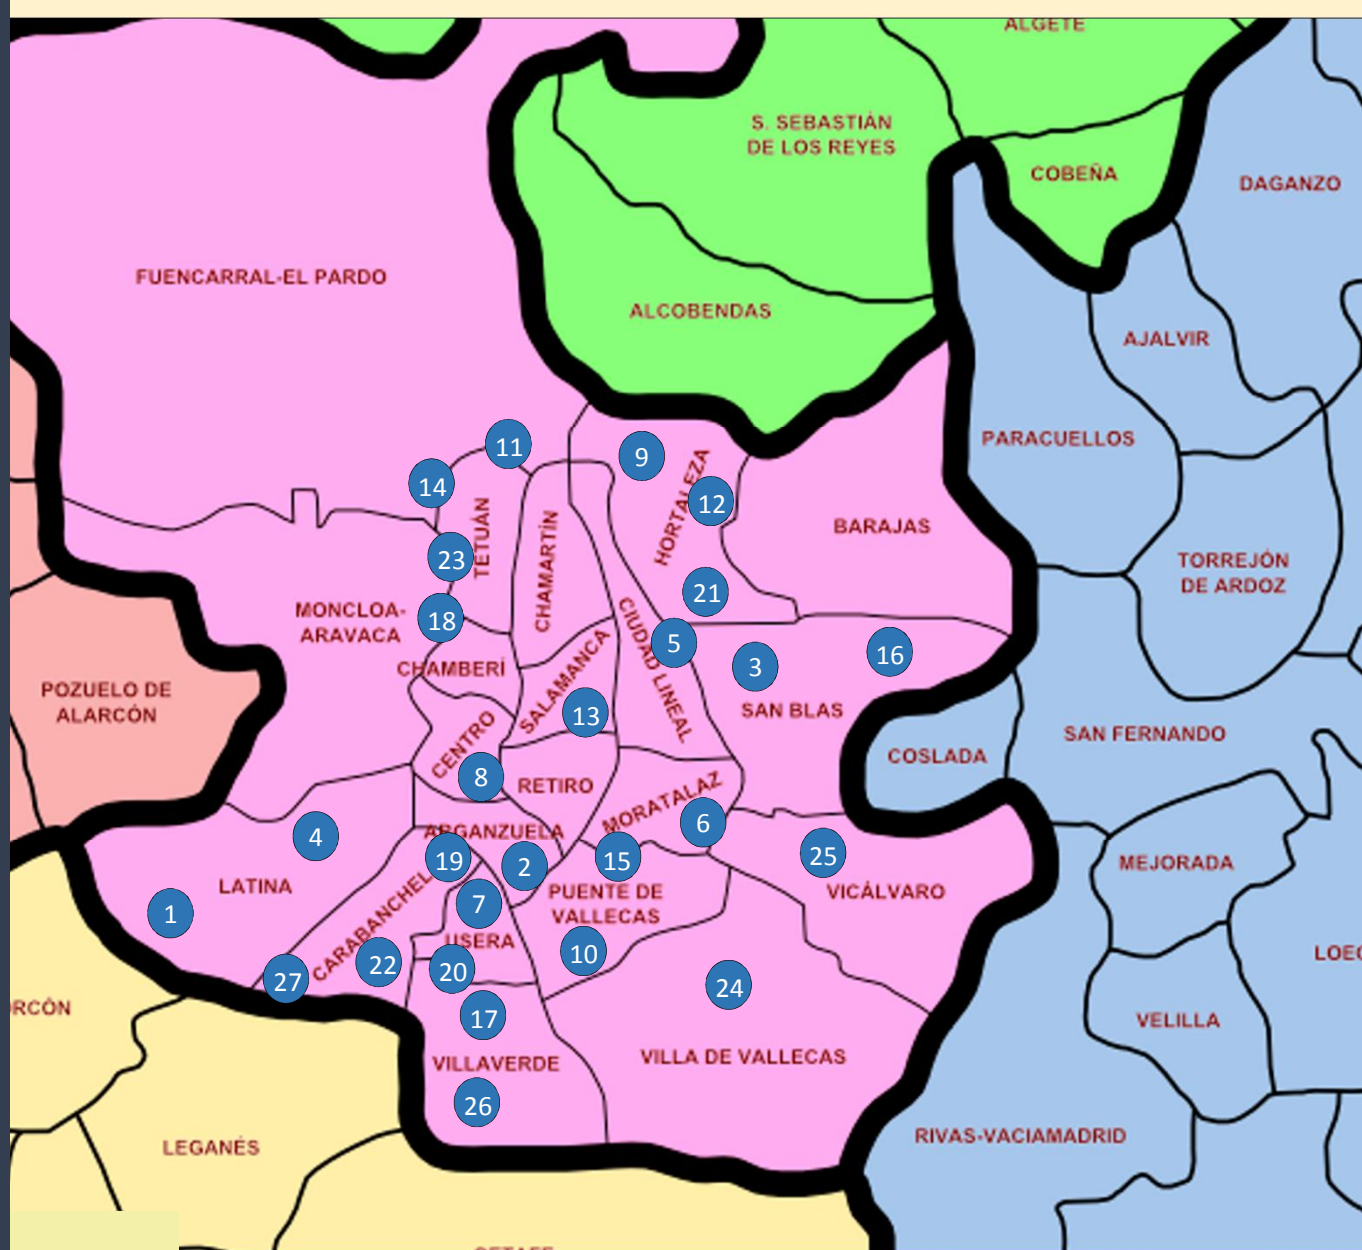 ALGETE
S. SEBASTIÁN
DE LOS REYES
COBEÑA
DAGANZO
FUENCARRAL-EL PARDO
ALCOBENDAS
AJALVIR
PARACUELLOS
11
9
14
HORTALEZA
12
TETUÁN
CHAMARTÍN
BARAJAS
23
TORREJÓN
DE ARDOZ
21
MONCLOA-
ARAVACA
18
CIUDAD LINEAL
5
16
3
CHAMBERÍ
SALAMANCA
POZUELO DE
ALARCÓN
13
SAN BLAS
SAN FERNANDO
CENTRO
COSLADA
8
RETIRO
MORATALAZ
6
4
ARGANZUELA
19
2
15
25
MEJORADA
LATINA
CARABANCHEL
PUENTE DE
VALLECAS
VICÁLVARO
1
7
USERA
10
LOEC
22
20
27
24
ORCÓN
17
VELILLA
VILLAVERDE
VILLA DE VALLECAS
26
RIVAS-VACIAMADRID
LEGANÉS
GETAFE